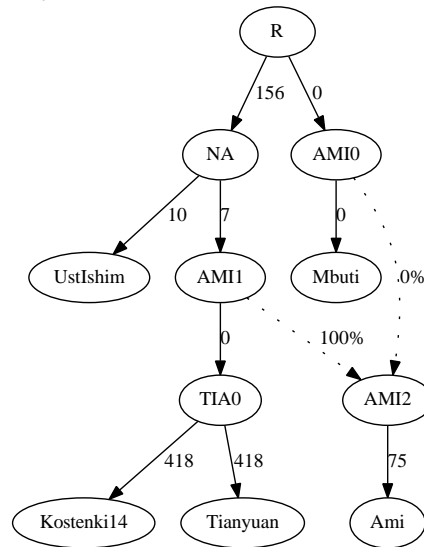 R
156
0
NA
AMI0
10
7
0
0%
UstIshim
AMI1
Mbuti
0
100%
TIA0
AMI2
418
418
75
Kostenki14
Tianyuan
Ami